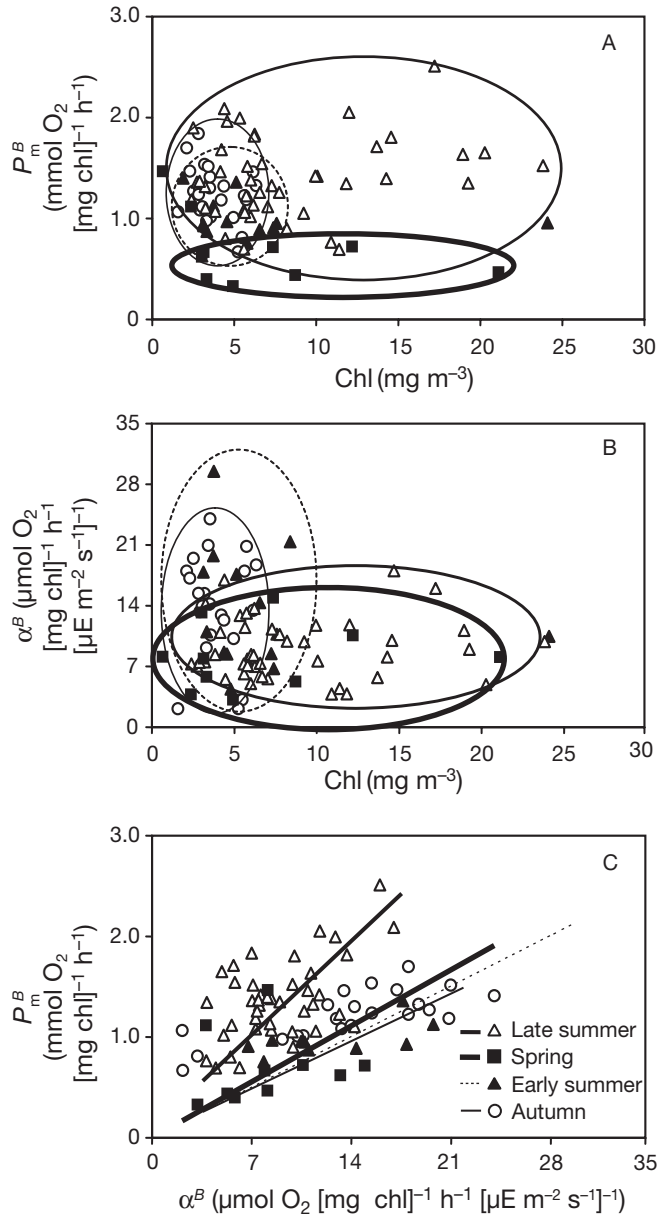 A
3.0
2.0
1.0
0
P_m^B
(mmol O₂
[mg chl]⁻¹ h⁻¹)
0 5 10 15 20 25 30
Chl (mg m⁻³)
B
35
28
21
14
7
0
α^B (µmol O₂
[mg chl]⁻¹ h⁻¹
[µE m⁻² s⁻¹]⁻¹)
0 5 10 15 20 25 30
Chl (mg m⁻³)
C
3.0
2.0
1.0
0
P_m^B
(mmol O₂
[mg chl]⁻¹ h⁻¹)
Late summer
Spring
Early summer
Autumn
0 7 14 21 28 35
α^B (µmol O₂ [mg chl]⁻¹ h⁻¹ [µE m⁻² s⁻¹]⁻¹)